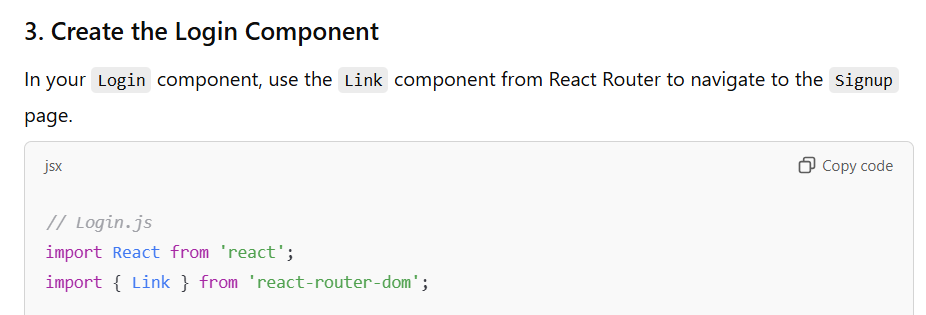 3. Create the Login Component
In your Login component, use the Link component from React Router to navigate to the Signup
page.
jsx Copy code
// Login.js
import React from 'react';
import { Link } from 'react-router-dom';